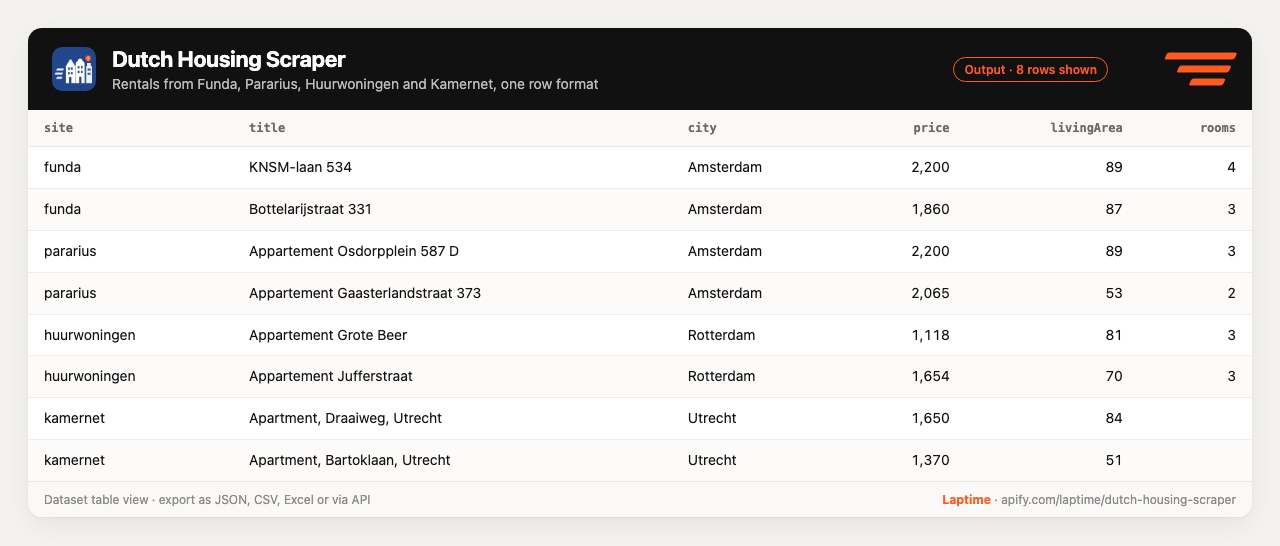 Dutch Housing Scraper
Rentals from Funda, Pararius, Huurwoningen and Kamernet, one row format
Output · 8 rows shown
site title city price livingArea rooms
funda KNSM-laan 534 Amsterdam 2,200 89 4
funda Bottelarijstraat 331 Amsterdam 1,860 87 3
pararius Appartement Osdorpplein 587 D Amsterdam 2,200 89 3
pararius Appartement Gaasterlandstraat 373 Amsterdam 2,065 53 2
huurwoningen Appartement Grote Beer Rotterdam 1,118 81 3
huurwoningen Appartement Jufferstraat Rotterdam 1,654 70 3
kamernet Apartment, Draaiweg, Utrecht Utrecht 1,650 84
kamernet Apartment, Bartoklaan, Utrecht Utrecht 1,370 51
Dataset table view · export as JSON, CSV, Excel or via API
Laptime · apify.com/laptime/dutch-housing-scraper